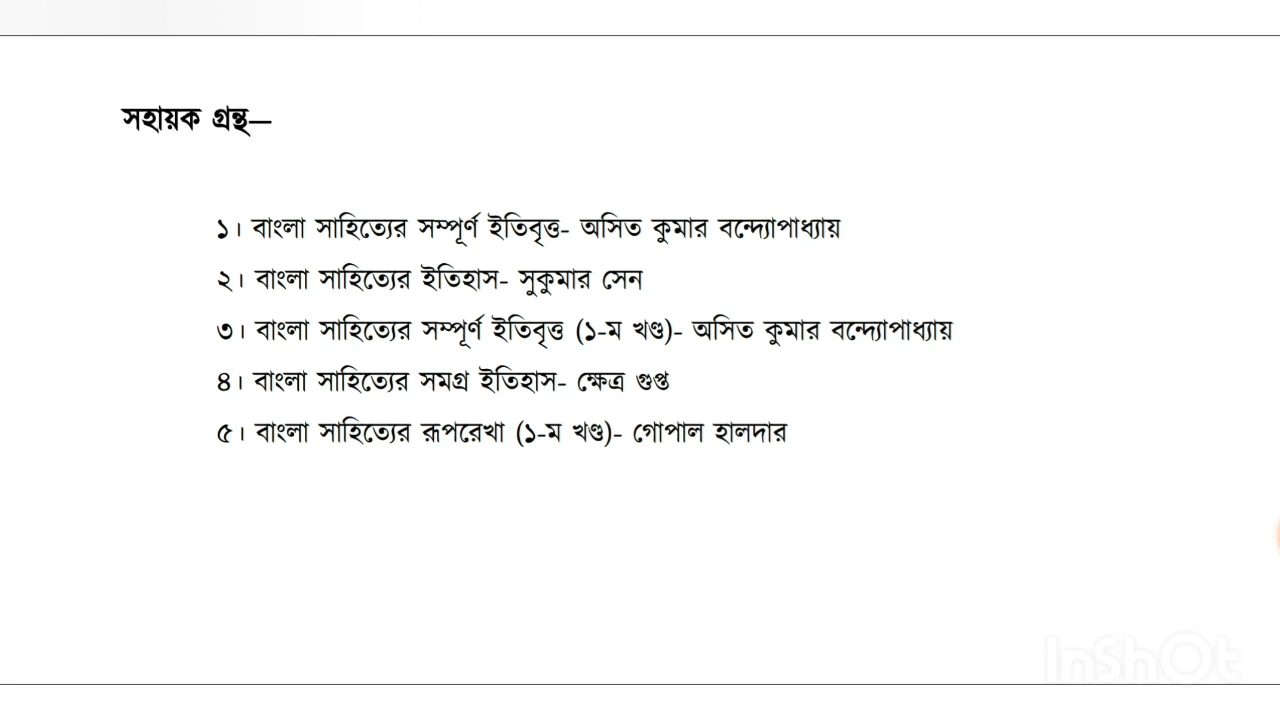 সহায়ক গ্রন্থ—
১। বাংলা সাহিত্যের সম্পূর্ণ ইতিবৃত্ত- অসিত কুমার বন্দ্যোপাধ্যায়
২। বাংলা সাহিত্যের ইতিহাস- সুকুমার সেন
৩। বাংলা সাহিত্যের সম্পূর্ণ ইতিবৃত্ত (১-ম খণ্ড)- অসিত কুমার বন্দ্যোপাধ্যায়
৪। বাংলা সাহিত্যের সমগ্র ইতিহাস- ক্ষেত্র গুপ্ত
৫। বাংলা সাহিত্যের রূপরেখা (১-ম খণ্ড)- গোপাল হালদার
InShOt